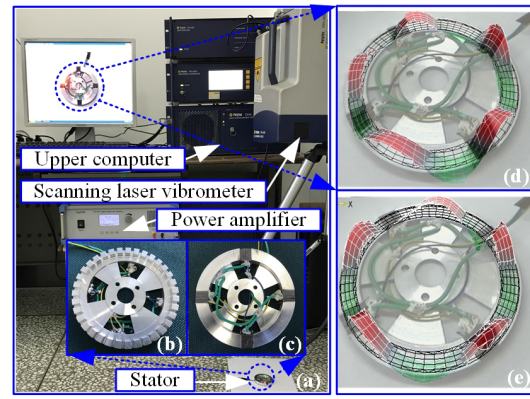 Upper computer
Scanning laser vibrometer
Power amplifier
Stator
(a)
(b)
(c)
(d)
(e)